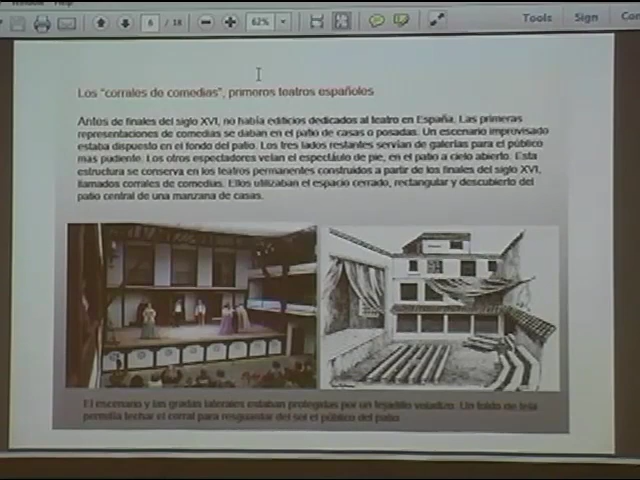 Window Help
6 / 18
62%
Tools
Sign
Los "corrales de comedias", primeros teatros españoles
Antes de finales del siglo XVI, no había edificios dedicados al teatro en España. Las primeras
representaciones de comedias se daban en el patio de casas o posadas. Un escenario improvisado
estaba dispuesto en el fondo del patio. Los tres lados restantes servían de galerías para el público
mas pudiente. Los otros espectadores veían el espectáulo de pie, en el patio a cielo abierto. Esta
estructura se conserva en los teatros permanentes construidos a partir de los finales del siglo XVI,
llamados corrales de comedias. Ellos utilizaban el espacio cerrado, rectangular y descubierto del
patio central de una manzana de casas.
El escenario y las gradas laterales estaban protegidas por un tejadillo voladizo. Un toldo de tela
permitía fechar el corral para resguardar del sol el público del patio